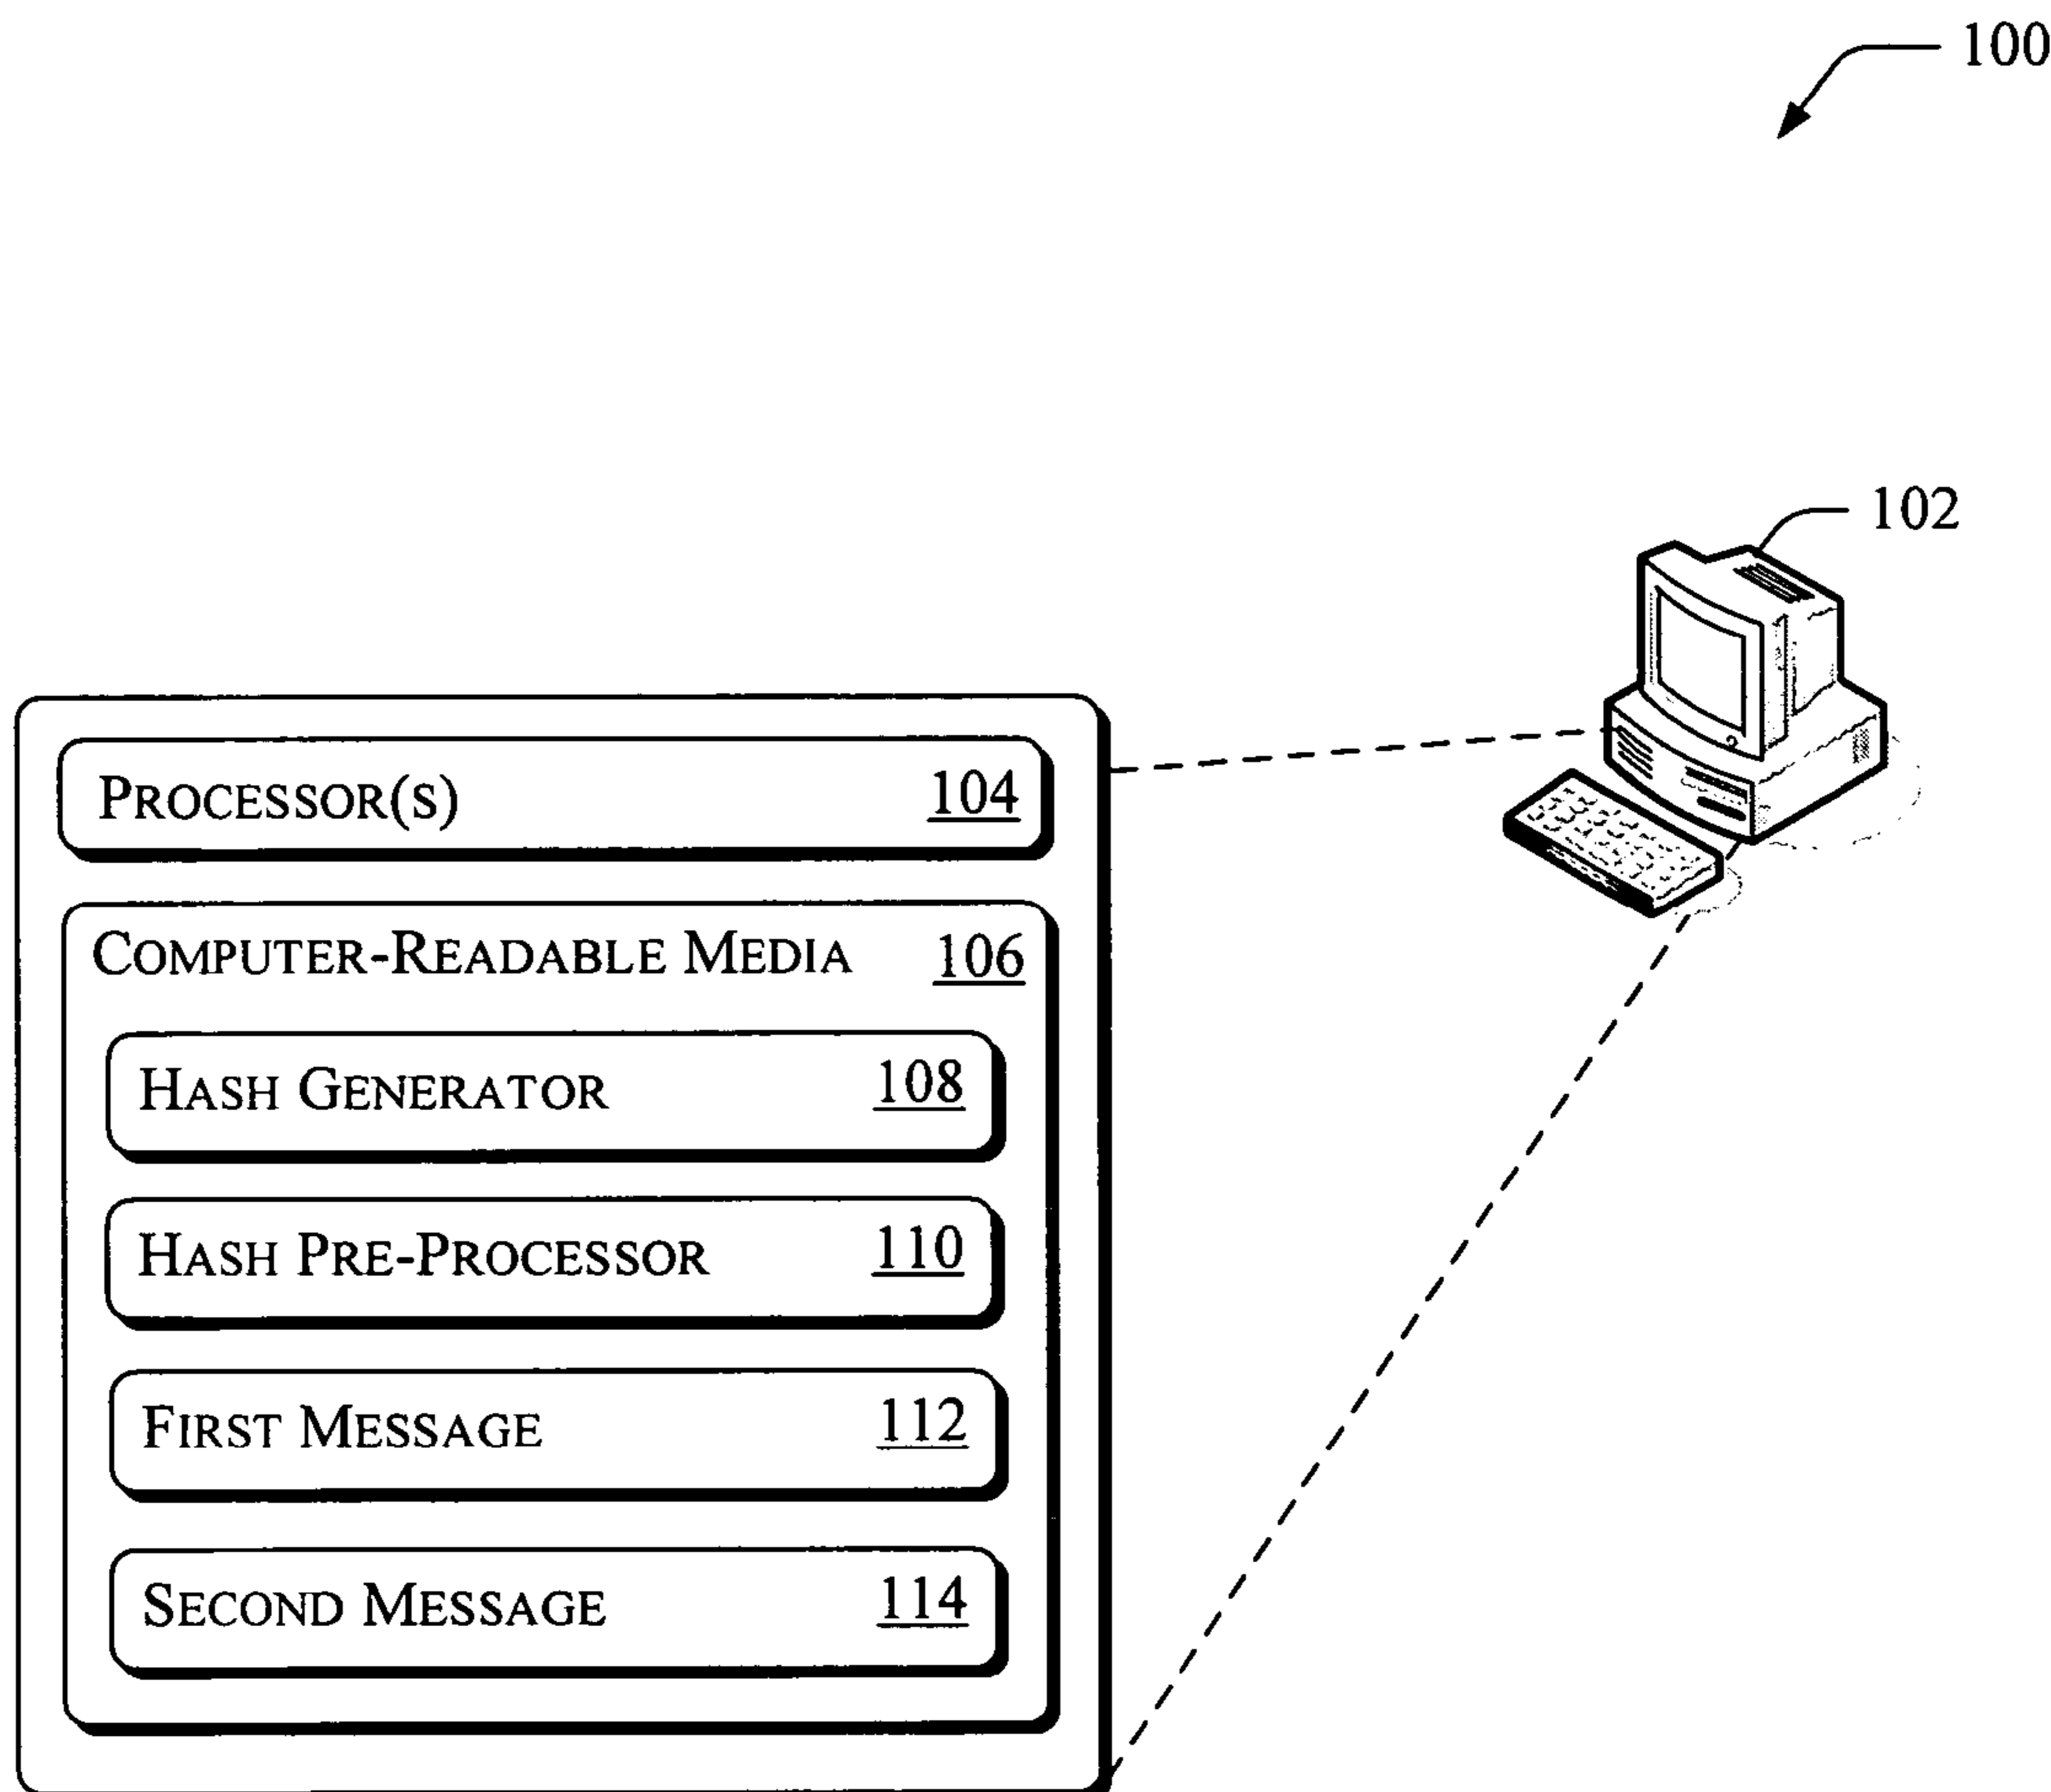 100
102
PROCESSOR(S) 104
COMPUTER-READABLE MEDIA 106
HASH GENERATOR 108
HASH PRE-PROCESSOR 110
FIRST MESSAGE 112
SECOND MESSAGE 114